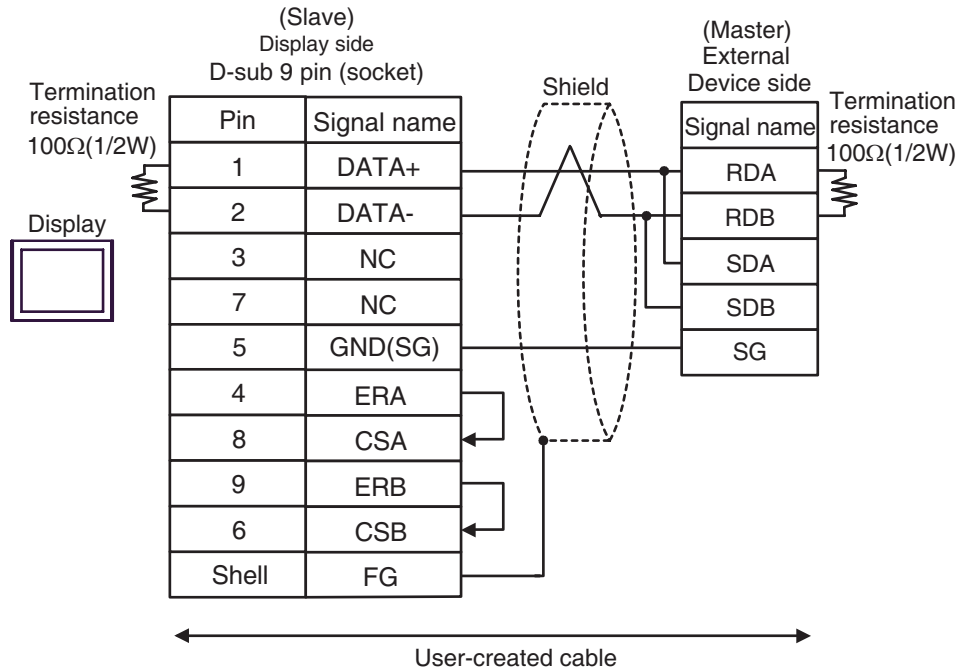 (Slave)
Display side
D-sub 9 pin (socket)
(Master)
External
Device side
Shield
Termination
resistance
100Ω(1/2W)
Termination
resistance
100Ω(1/2W)
Display
Pin Signal name
1 DATA+
2 DATA-
3 NC
7 NC
5 GND(SG)
4 ERA
8 CSA
9 ERB
6 CSB
Shell FG
Signal name
RDA
RDB
SDA
SDB
SG
User-created cable